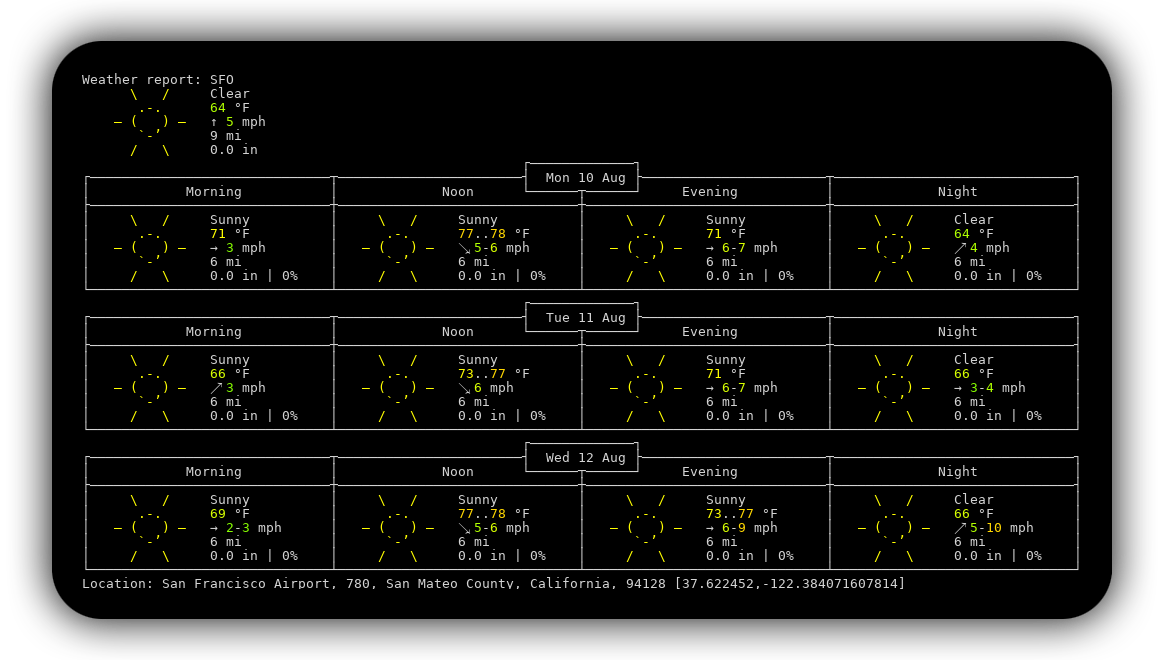 Weather report: SFO
Clear
64 °F
↑ 5 mph
9 mi
0.0 in
Mon 10 Aug
Morning Noon Evening Night
Sunny Sunny Sunny Clear
71 °F 77..78 °F 71 °F 64 °F
→ 3 mph ↘ 5-6 mph → 6-7 mph ↗ 4 mph
6 mi 6 mi 6 mi 6 mi
0.0 in | 0% 0.0 in | 0% 0.0 in | 0% 0.0 in | 0%
Tue 11 Aug
Morning Noon Evening Night
Sunny Sunny Sunny Clear
66 °F 73..77 °F 71 °F 66 °F
↗ 3 mph ↘ 6 mph → 6-7 mph → 3-4 mph
6 mi 6 mi 6 mi 6 mi
0.0 in | 0% 0.0 in | 0% 0.0 in | 0% 0.0 in | 0%
Wed 12 Aug
Morning Noon Evening Night
Sunny Sunny Sunny Clear
69 °F 77..78 °F 73..77 °F 66 °F
→ 2-3 mph ↘ 5-6 mph → 6-9 mph ↗ 5-10 mph
6 mi 6 mi 6 mi 6 mi
0.0 in | 0% 0.0 in | 0% 0.0 in | 0% 0.0 in | 0%
Location: San Francisco Airport, 780, San Mateo County, California, 94128 [37.622452,-122.384071607814]